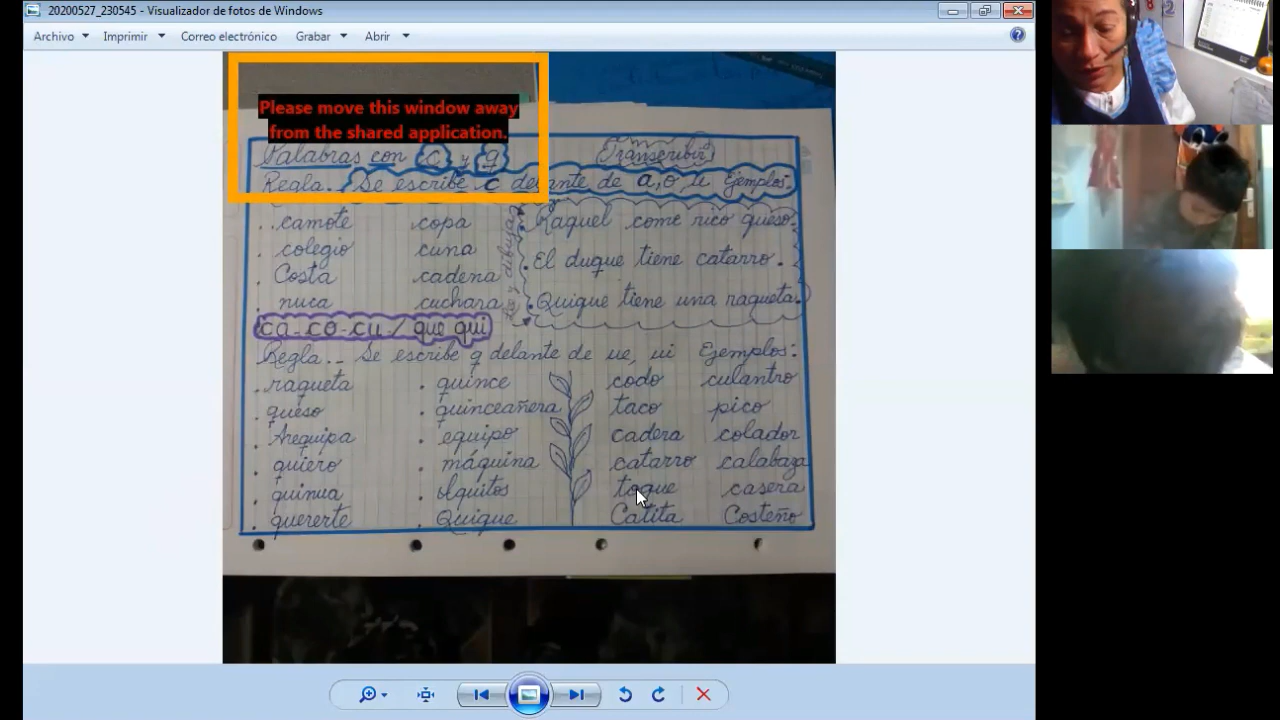 20200527_230545 - Visualizador de fotos de Windows
Archivo Imprimir Correo electrónico Grabar Abrir
Please move this window away
from the shared application.
Palabras con c y q Transcribir
Regla.- Se escribe c delante de a, o, u Ejemplos:
camote copa
colegio cuna
Costa cadena
nuca cuchara
Lee y dibuja
Raquel come rico queso.
El duque tiene catarro.
Quique tiene una raqueta.
ca-co-cu/ que qui
Regla.- Se escribe q delante de ue, ui Ejemplos:
raqueta quince codo culantro
queso quinceañera taco pico
Arequipa equipo cadera colador
quiero máquina catarro calabaza
quinua Iquitos toque casera
quererte Quique Catita Costeño